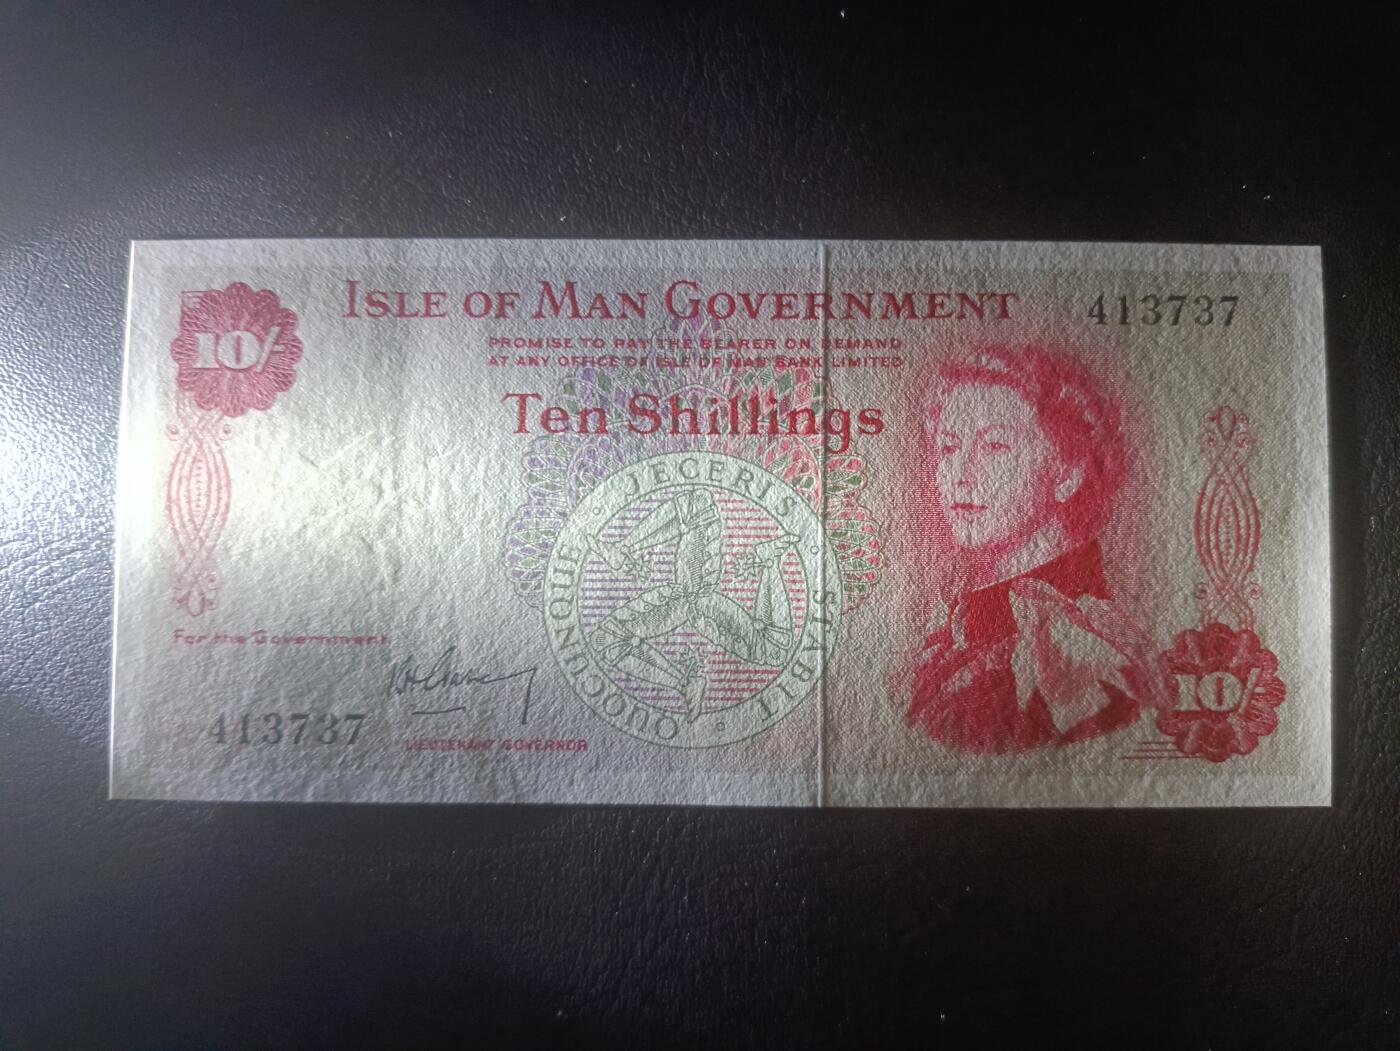 ISLE OF MAN GOVERNMENT
413737
10/-
PROMISE TO PAY THE BEARER ON DEMAND
AT ANY OFFICE OF ISLE OF MAN BANK LIMITED
Ten Shillings
QUOCUNQUE · JECERIS · STABIT ·
For the Government
413737
LIEUTENANT GOVERNOR
10/-